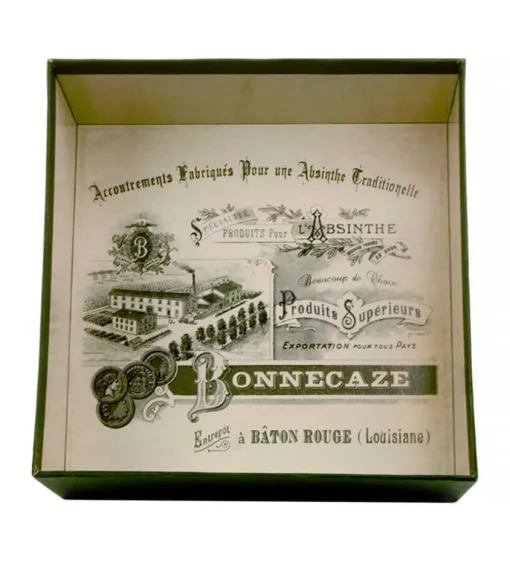 Accoutrements Fabriqués Pour une Absinthe Traditionelle
B
Spécialité
PRODUITS Pour L'ABSINTHE
Beaucoup de Choix
Produits Supérieurs
EXPORTATION POUR TOUS PAYS
BONNECAZE
Entrepôt à BÂTON ROUGE (Louisiane)